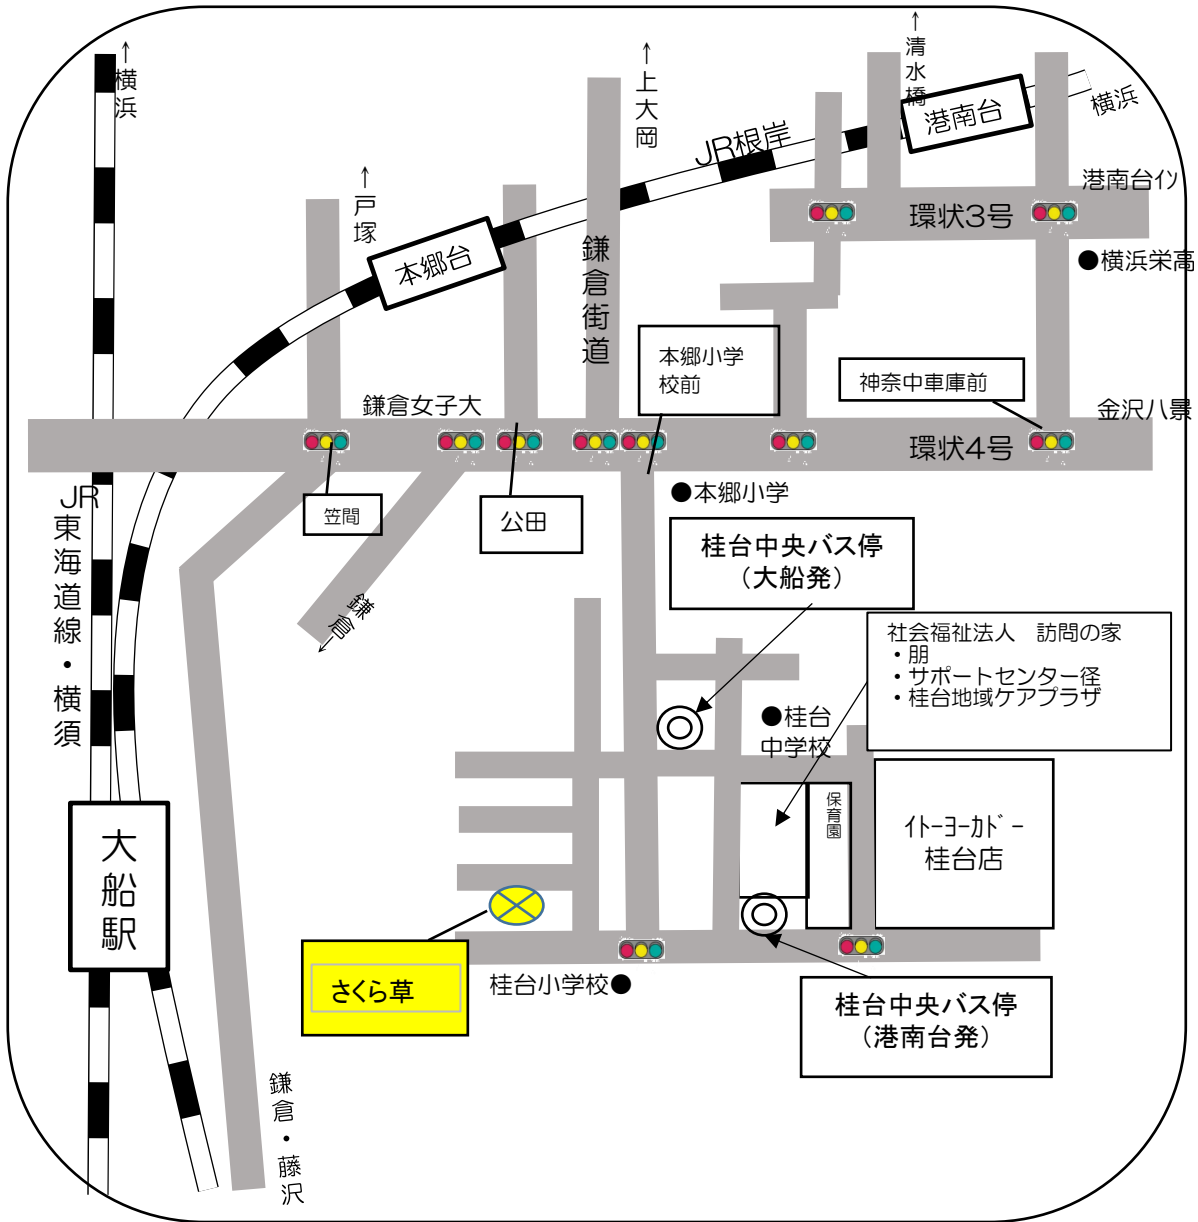 →横浜
→戸塚
→上大岡
→清水橋
港南台
横浜
JR根岸
港南台イン
環状3号
●横浜栄高
本郷台
鎌倉街道
本郷小学
校前
神奈中車庫前
鎌倉女子大
金沢八景
環状4号
笠間
公田
●本郷小学
JR
東海道線・横須
鎌倉→
桂台中央バス停
（大船発）
社会福祉法人　訪問の家
・朋
・サポートセンター径
・桂台地域ケアプラザ
●桂台
中学校
保育園
イトーヨーカドー
桂台店
大船駅
さくら草
桂台小学校●
桂台中央バス停
（港南台発）
鎌倉・藤沢